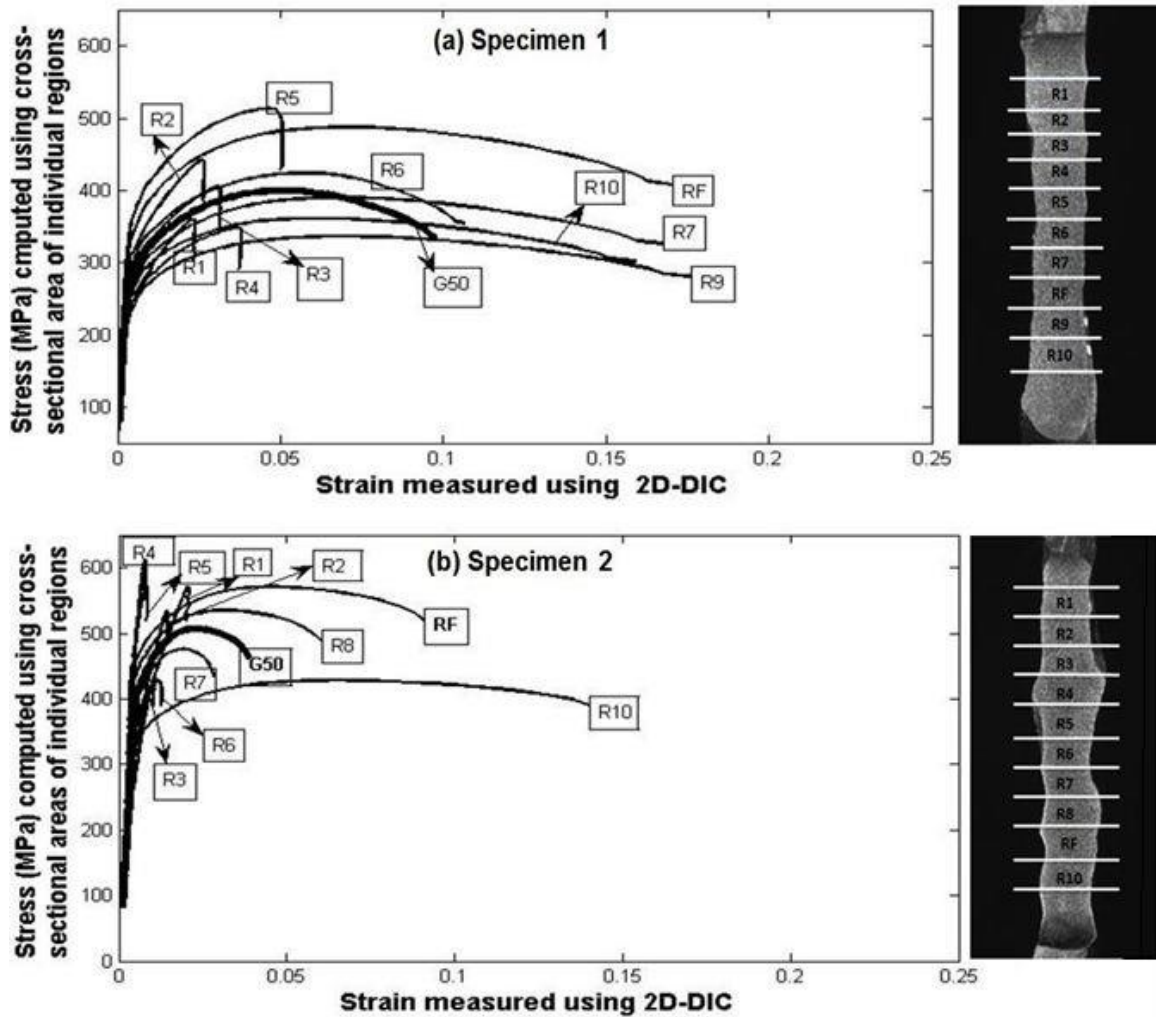 (a) Specimen 1
Stress (MPa) cmputed using cross-
sectional area of individual regions
600
500
400
300
200
100
R5
R2
R6
R10
RF
R7
R1
R4
R3
G50
R9
0
0.05
0.1
0.15
0.2
0.25
Strain measured using 2D-DIC
R1
R2
R3
R4
R5
R6
R7
RF
R9
R10
(b) Specimen 2
Stress (MPa) computed using cross-
sectional areas of individual regions
600
500
400
300
200
100
0
R4
R5
R1
R2
RF
R8
G50
R7
R10
R6
R3
0
0.05
0.1
0.15
0.2
0.25
Strain measured using 2D-DIC
R1
R2
R3
R4
R5
R6
R7
R8
RF
R10